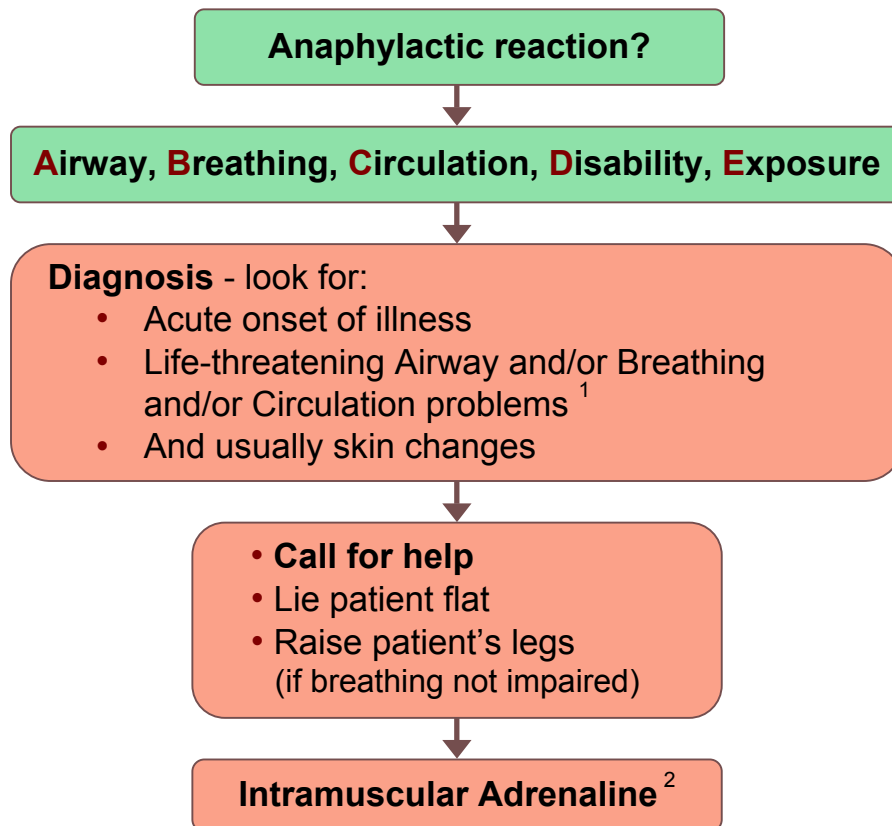 Anaphylactic reaction?
Airway, Breathing, Circulation, Disability, Exposure
Diagnosis - look for:
• Acute onset of illness
• Life-threatening Airway and/or Breathing
and/or Circulation problems 1
• And usually skin changes
• Call for help
• Lie patient flat
• Raise patient’s legs
(if breathing not impaired)
Intramuscular Adrenaline 2